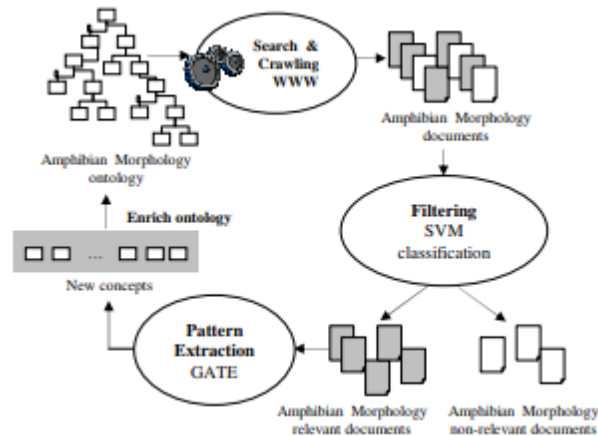 Search &
Crawling
WWW
Amphibian Morphology
documents
Amphibian Morphology
ontology
Filtering
SVM
classification
Enrich ontology
...
New concepts
Pattern
Extraction
GATE
Amphibian Morphology
relevant documents
Amphibian Morphology
non-relevant documents